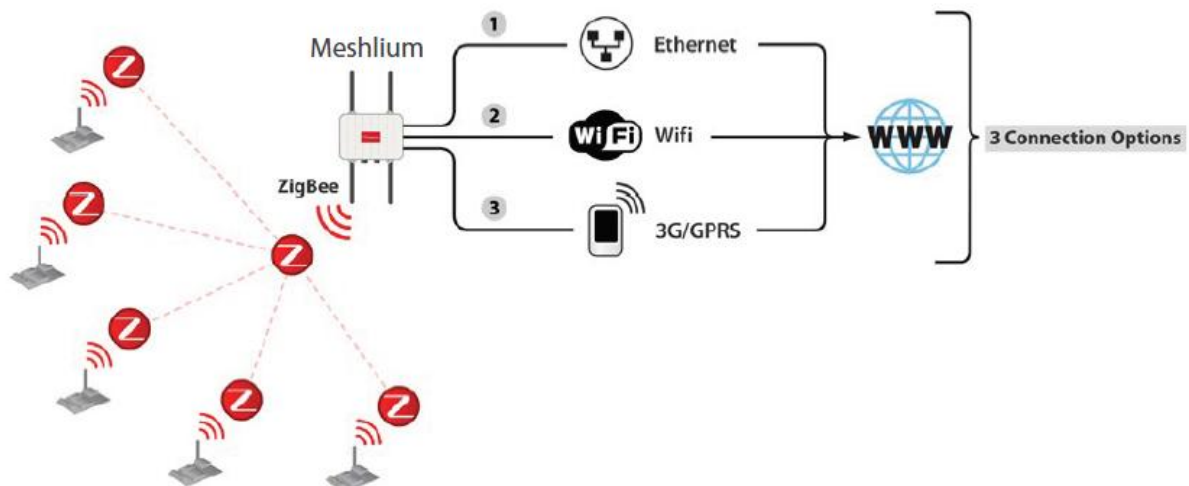 Meshlium
1
Ethernet
2
WiFi
Wifi
WWW
3 Connection Options
ZigBee
3
3G/GPRS
Z
Z
Z
Z
Z
Z